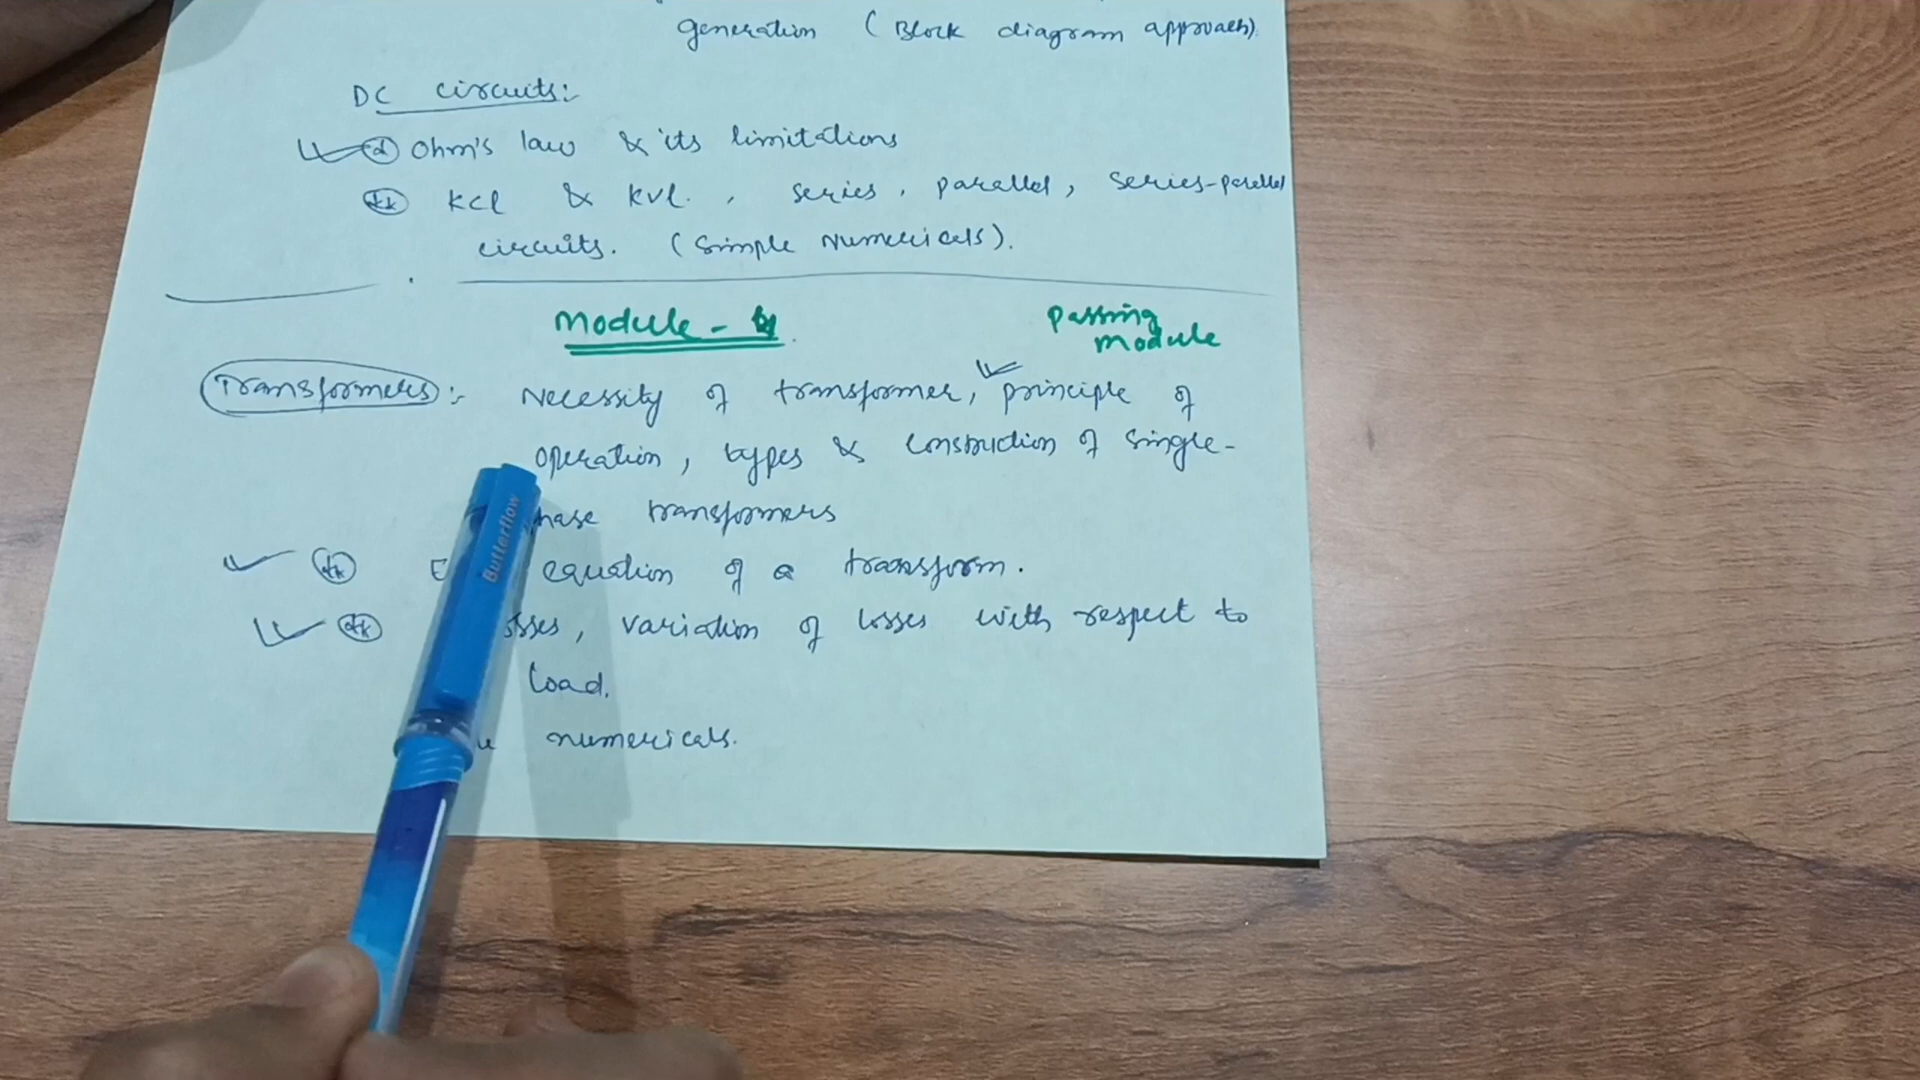 generation (Block diagram approach).
DC circuits:
Ohm's law & its limitations
KCL & KVL, series, parallel, series-parallel
circuits. (Simple Numericals).
Module -
Passing
Module
Transformers:- Necessity of transformer, principle of
operation, types & construction of single-
hase transformers
equation of a transform.
sses, variation of losses with respect to
load.
numericals.
Butterflow